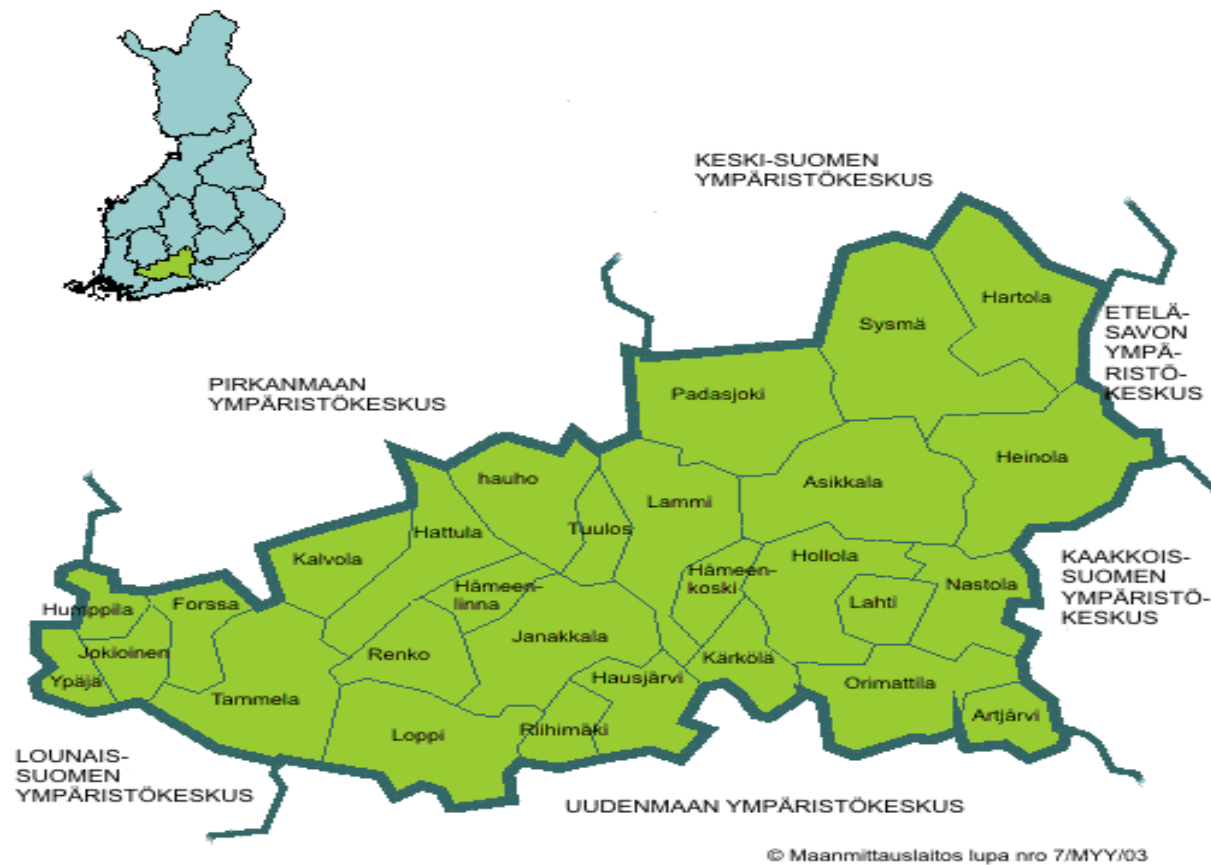 KESKI-SUOMEN
YMPÄRISTÖKESKUS
Hartola
ETELÄ-
SAVON
YMPÄ-
RISTÖ-
KESKUS
Sysmä
PIRKANMAAN
YMPÄRISTÖKESKUS
Padasjoki
Heinola
hauho
Asikkala
Lammi
Hattula
Tuulos
Kalvola
Hollola
KAAKKOIS-
SUOMEN
YMPÄRISTÖ-
KESKUS
Hämeen-
koski
Nastola
Hämeen-
linna
Humppila
Forssa
Lahti
Janakkala
Jokioinen
Renko
Kärkölä
Ypäjä
Hausjärvi
Orimattila
Tammela
Artjärvi
Loppi
Riihimäki
LOUNAIS-
SUOMEN
YMPÄRISTÖKESKUS
UUDENMAAN YMPÄRISTÖKESKUS
© Maanmittauslaitos lupa nro 7/MYY/03